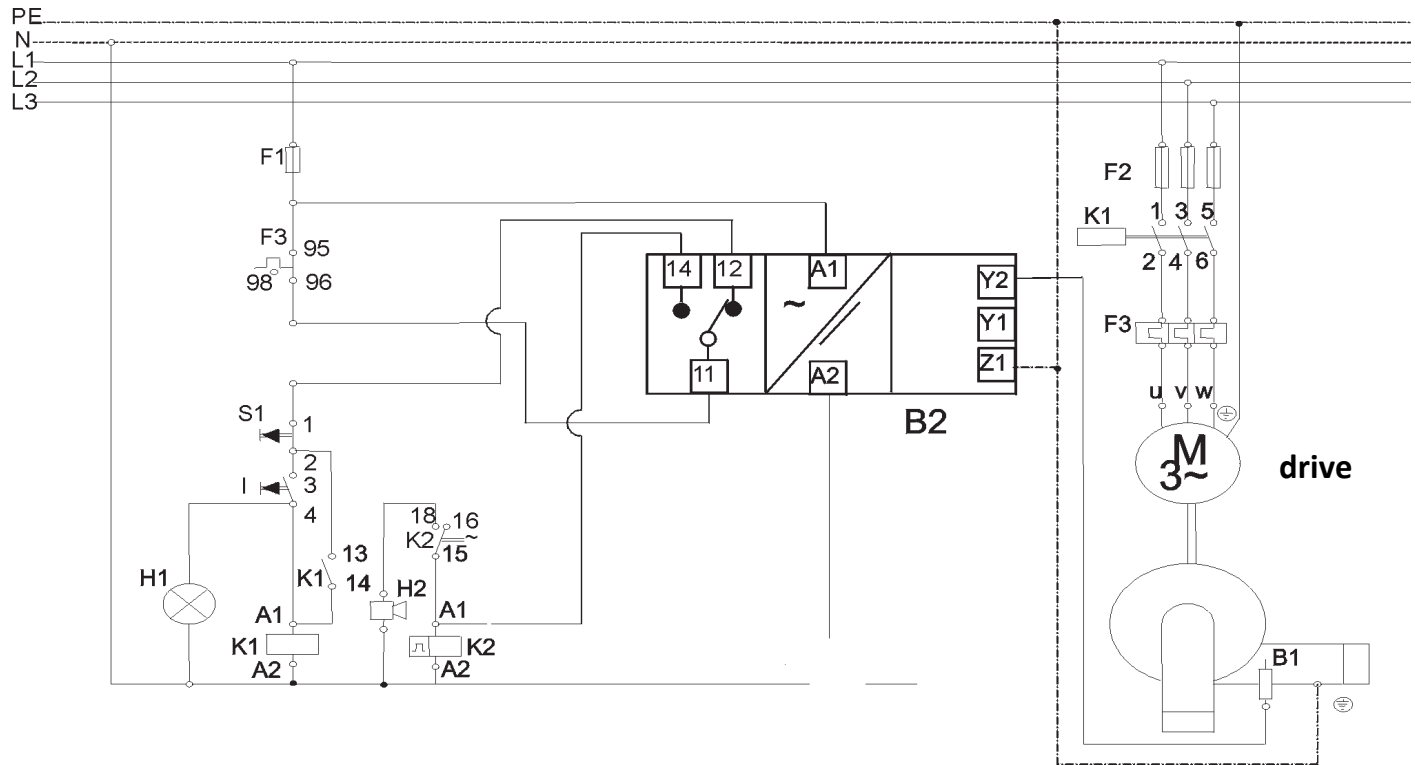 PE
N
L1
L2
L3
F1
F3 95
98 96
S1 1
2
I 3
4
H1
K1 13
14
A1
K1
A2
18 16
K2 ~
15
H2
A1
K2
A2
14 12 A1
~
11 A2
Y2
Y1
Z1
B2
F2
K1 1 3 5
2 4 6
F3
u v w
M
3~
drive
B1